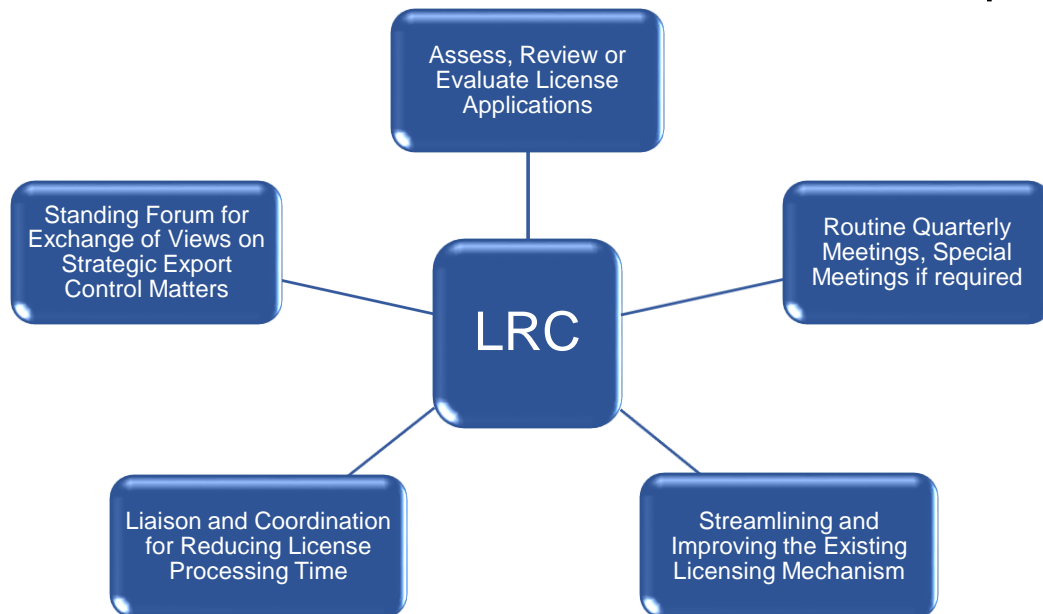 Assess, Review or
Evaluate License
Applications
Standing Forum for
Exchange of Views on
Strategic Export
Control Matters
Routine Quarterly
Meetings, Special
Meetings if required
LRC
Liaison and Coordination
for Reducing License
Processing Time
Streamlining and
Improving the Existing
Licensing Mechanism